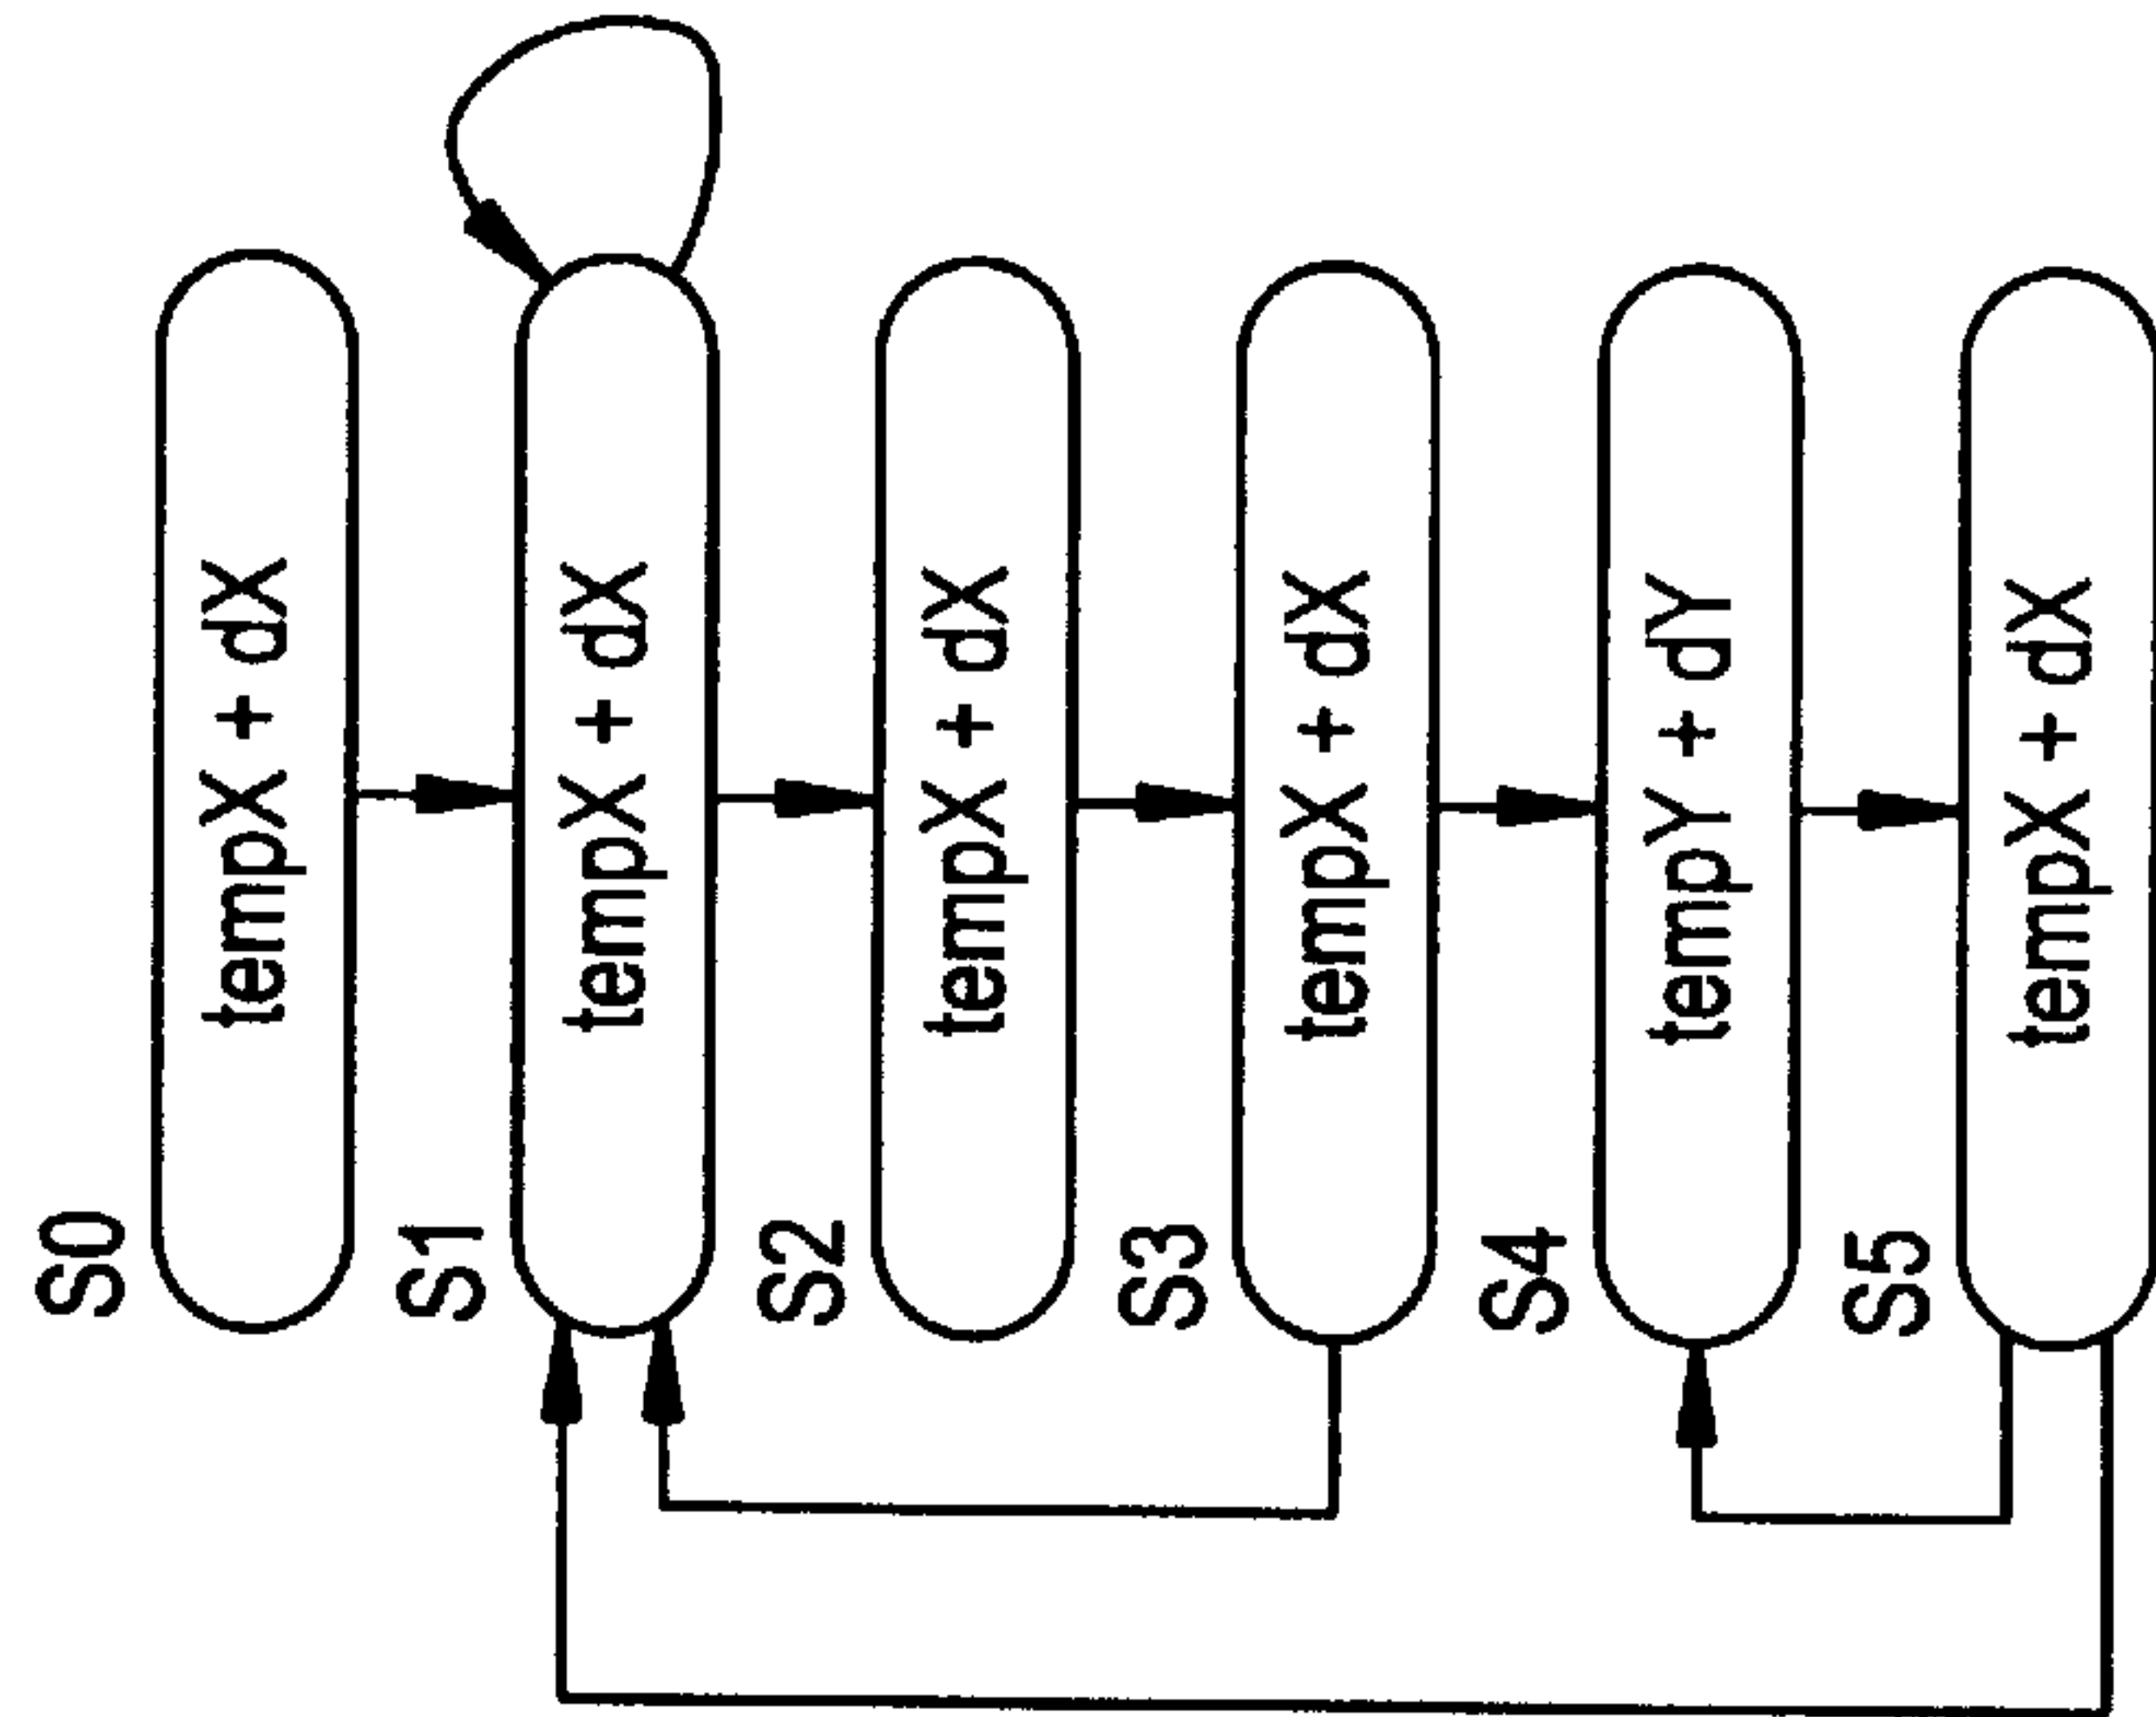 S0
tempX + dX
S1
tempX + dX
S2
tempX + dX
S3
tempX + dX
S4
tempY + dY
S5
tempX + dX